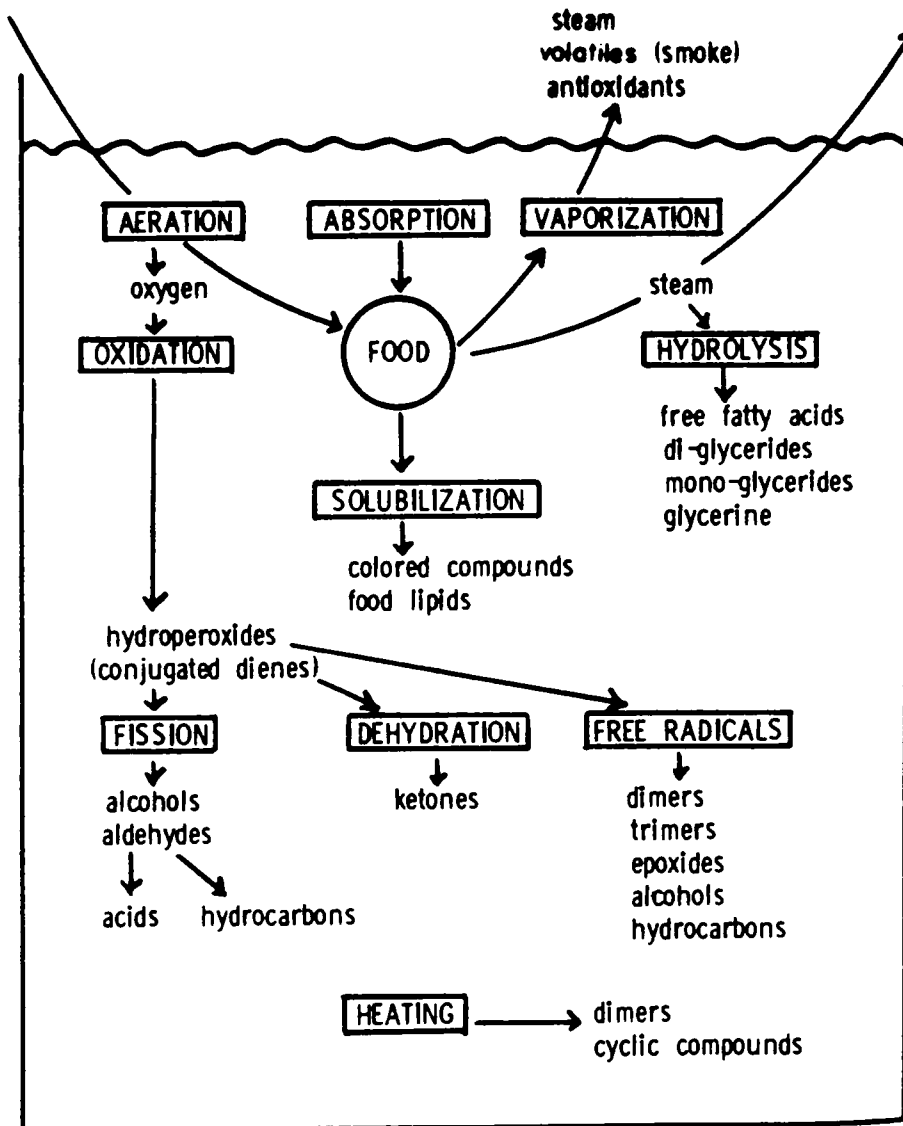 steam
volatiles (smoke)
antioxidants
AERATION
ABSORPTION
VAPORIZATION
oxygen
steam
OXIDATION
FOOD
HYDROLYSIS
free fatty acids
di-glycerides
mono-glycerides
glycerine
SOLUBILIZATION
colored compounds
food lipids
hydroperoxides
(conjugated dienes)
FISSION
DEHYDRATION
FREE RADICALS
alcohols
aldehydes
ketones
dimers
trimers
epoxides
alcohols
hydrocarbons
acids
hydrocarbons
HEATING
dimers
cyclic compounds